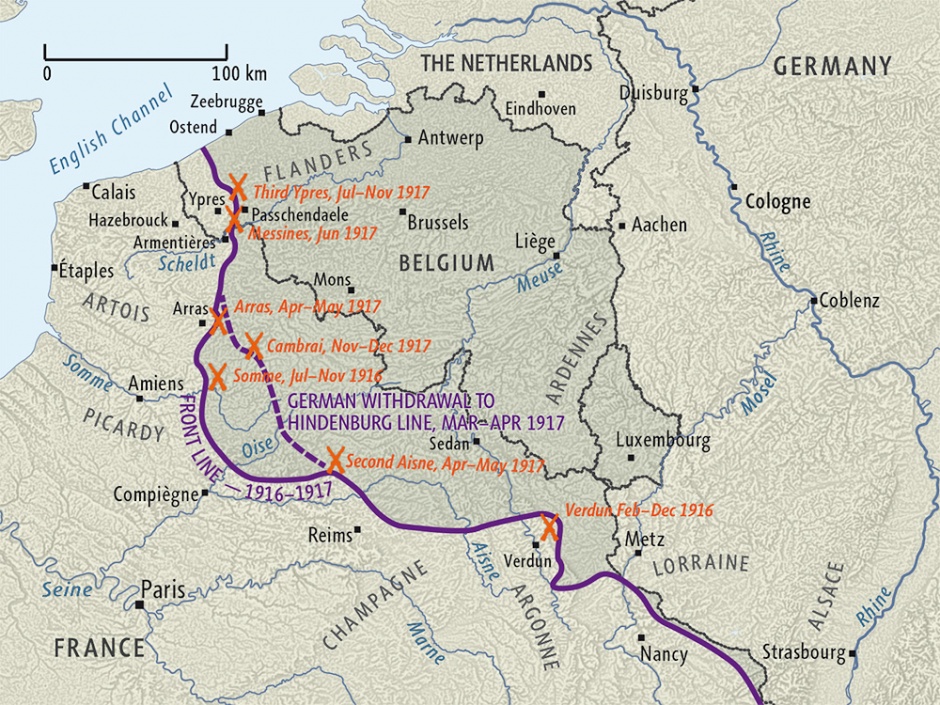 0
100 km
English Channel
THE NETHERLANDS
GERMANY
Zeebrugge
Ostend
Eindhoven
Duisburg
Antwerp
FLANDERS
Calais
Third Ypres, Jul–Nov 1917
Ypres
Passchendaele
Brussels
Cologne
Hazebrouck
Messines, Jun 1917
Armentières
Scheldt
Aachen
Liège
Rhine
BELGIUM
Meuse
Étaples
Mons
Coblenz
ARTOIS
Arras
Arras, Apr–May 1917
Cambrai, Nov–Dec 1917
ARDENNES
Somme
Amiens
Somme, Jul–Nov 1916
Mosel
PICARDY
GERMAN WITHDRAWAL TO
HINDENBURG LINE, MAR–APR 1917
FRONT LINE — 1916–1917
Oise
Sedan
Luxembourg
Second Aisne, Apr–May 1917
Compiègne
Verdun Feb–Dec 1916
Reims
Aisne
Verdun
Metz
LORRAINE
Seine
Paris
CHAMPAGNE
ARGONNE
ALSACE
Rhine
FRANCE
Marne
Nancy
Strasbourg